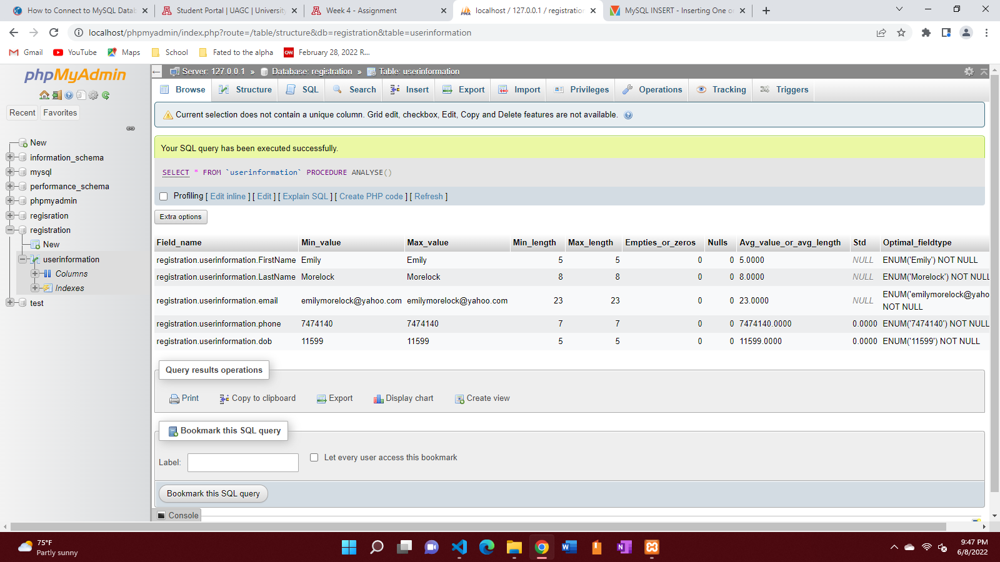 How to Connect to MySQL Datab
Student Portal | UAGC | University
Week 4 - Assignment
localhost / 127.0.0.1 / registration
MySQL INSERT - Inserting One o
localhost/phpmyadmin/index.php?route=/table/structure&db=registration&table=userinformation
Gmail
YouTube
Maps
School
Fated to the alpha
CNN
February 28, 2022 R...
phpMyAdmin
Recent
Favorites
New
information_schema
mysql
performance_schema
phpmyadmin
regisration
registration
New
userinformation
Columns
Indexes
test
Server: 127.0.0.1 » Database: registration » Table: userinformation
Browse
Structure
SQL
Search
Insert
Export
Import
Privileges
Operations
Tracking
Triggers
Current selection does not contain a unique column. Grid edit, checkbox, Edit, Copy and Delete features are not available.
Your SQL query has been executed successfully.
SELECT * FROM `userinformation` PROCEDURE ANALYSE()
Profiling [ Edit inline ] [ Edit ] [ Explain SQL ] [ Create PHP code ] [ Refresh ]
Extra options
Field_name Min_value Max_value Min_length Max_length Empties_or_zeros Nulls Avg_value_or_avg_length Std Optimal_fieldtype
registration.userinformation.FirstName Emily Emily 5 5 0 0 5.0000 NULL ENUM('Emily') NOT NULL
registration.userinformation.LastName Morelock Morelock 8 8 0 0 8.0000 NULL ENUM('Morelock') NOT NULL
registration.userinformation.email emilymorelock@yahoo.com emilymorelock@yahoo.com 23 23 0 0 23.0000 NULL ENUM('emilymorelock@yaho
NOT NULL
registration.userinformation.phone 7474140 7474140 7 7 0 0 7474140.0000 0.0000 ENUM('7474140') NOT NULL
registration.userinformation.dob 11599 11599 5 5 0 0 11599.0000 0.0000 ENUM('11599') NOT NULL
Query results operations
Print
Copy to clipboard
Export
Display chart
Create view
Bookmark this SQL query
Label:
Let every user access this bookmark
Bookmark this SQL query
Console
75°F
Partly sunny
9:47 PM
6/8/2022